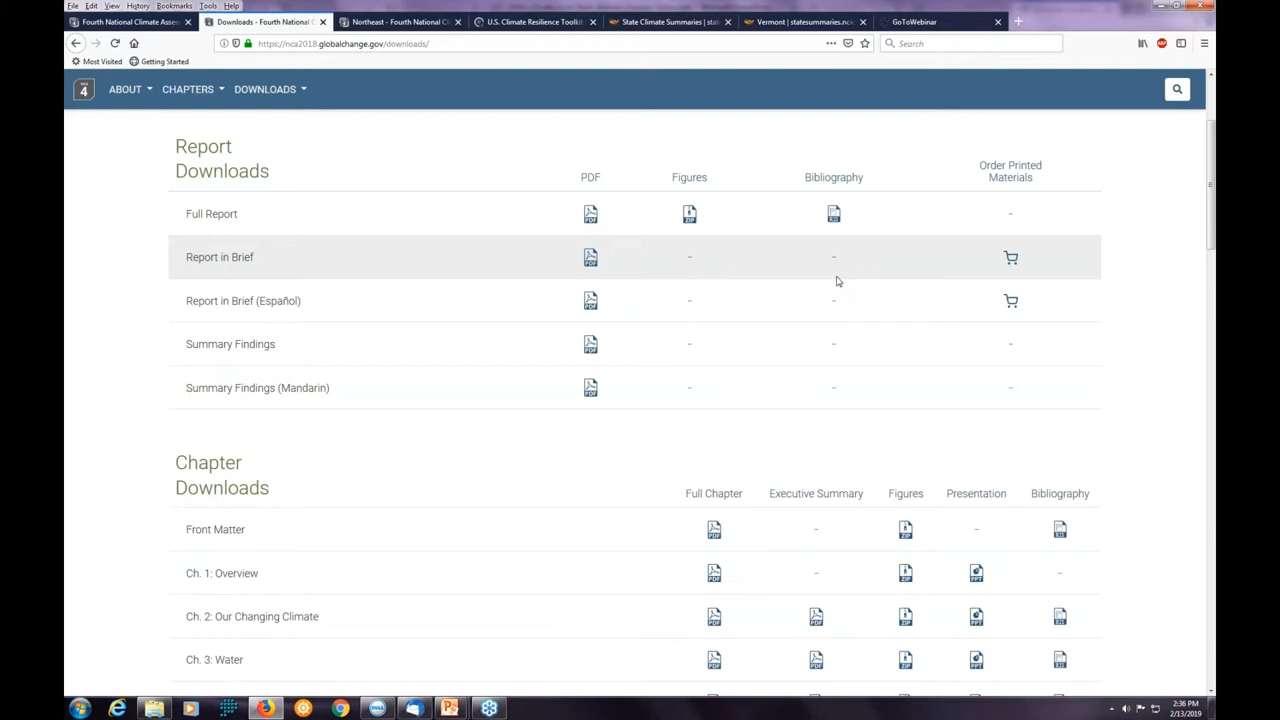 File Edit View History Bookmarks Tools Help
Fourth National Climate Assess
Downloads - Fourth National C
Northeast - Fourth National Cl
U.S. Climate Resilience Toolkit
State Climate Summaries | stat
Vermont | statesummaries.ncic
GoToWebinar
https://nca2018.globalchange.gov/downloads/
Search
Most Visited Getting Started
4 ABOUT CHAPTERS DOWNLOADS
Report
Downloads
PDF Figures Bibliography Order Printed
Materials
Full Report -
Report in Brief - -
Report in Brief (Español) - -
Summary Findings - - -
Summary Findings (Mandarin) - - -
Chapter
Downloads
Full Chapter Executive Summary Figures Presentation Bibliography
Front Matter - -
Ch. 1: Overview - -
Ch. 2: Our Changing Climate
Ch. 3: Water
2:36 PM
2/13/2019